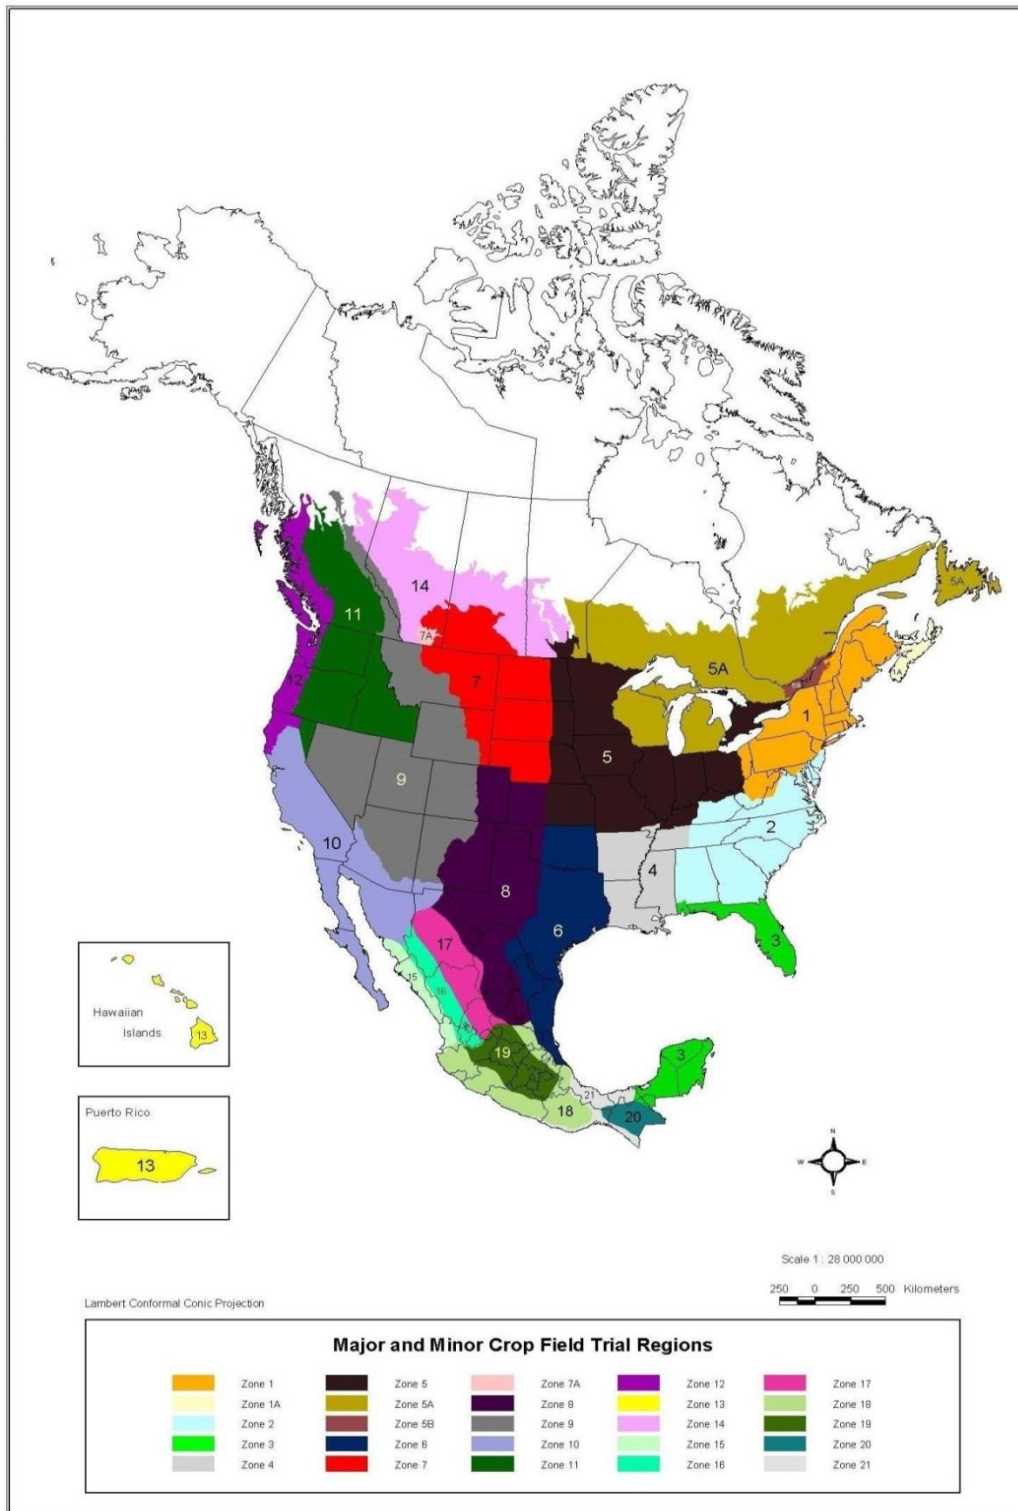 14
11
7A
5A
5A
1A
7
12
5B
1
5
9
2
10
4
8
6
3
17
15
16
Hawaiian
Islands
13
19
3
21
18
20
Puerto Rico
13
N
W E
S
Scale 1 : 28 000 000
250 0 250 500 Kilometers
Lambert Conformal Conic Projection
Major and Minor Crop Field Trial Regions
Zone 1 Zone 5 Zone 7A Zone 12 Zone 17
Zone 1A Zone 5A Zone 8 Zone 13 Zone 18
Zone 2 Zone 5B Zone 9 Zone 14 Zone 19
Zone 3 Zone 6 Zone 10 Zone 15 Zone 20
Zone 4 Zone 7 Zone 11 Zone 16 Zone 21